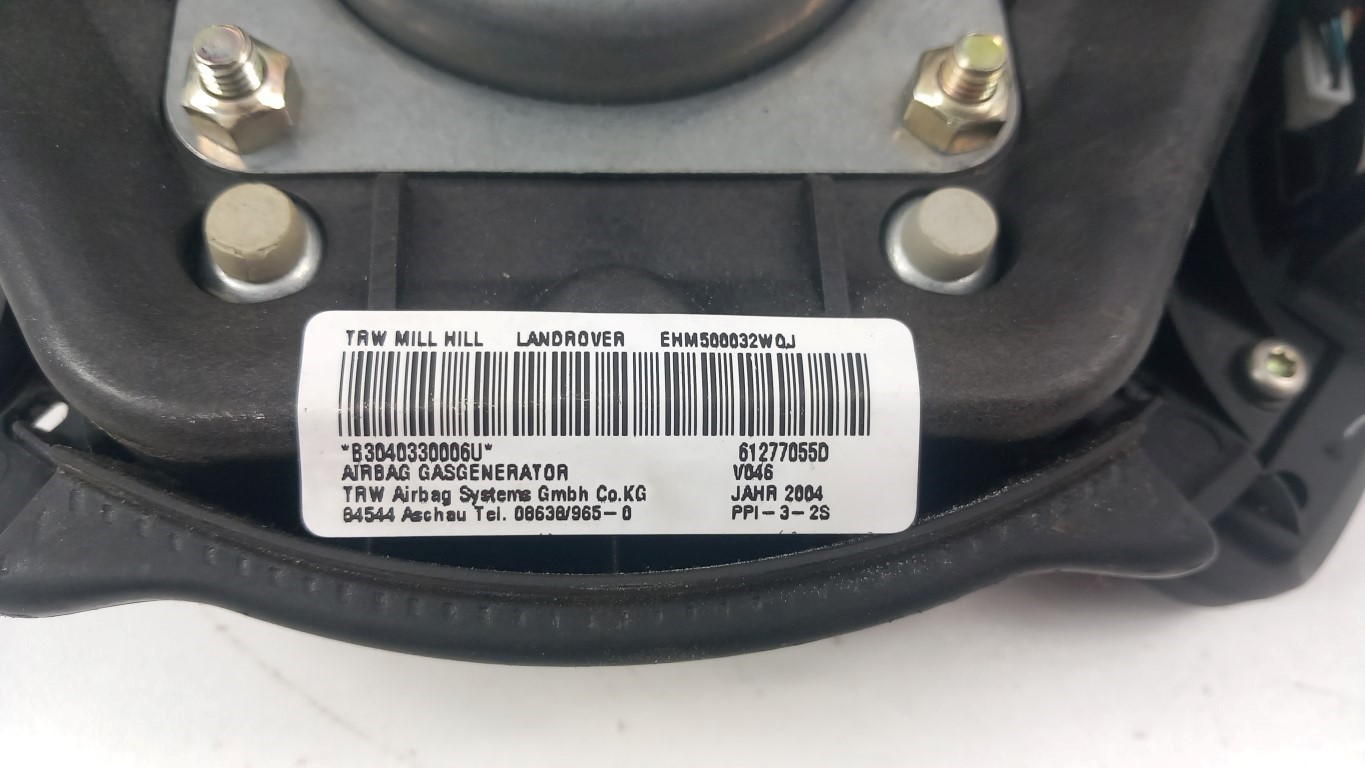 TRW MILL HILL LANDROVER EHM500032WQJ
*B3040330006U* 61277055D
AIRBAG GASGENERATOR V046
TRW Airbag Systems Gmbh Co.KG JAHR 2004
84544 Aschau Tel. 08638/965-0 PPI-3-2S